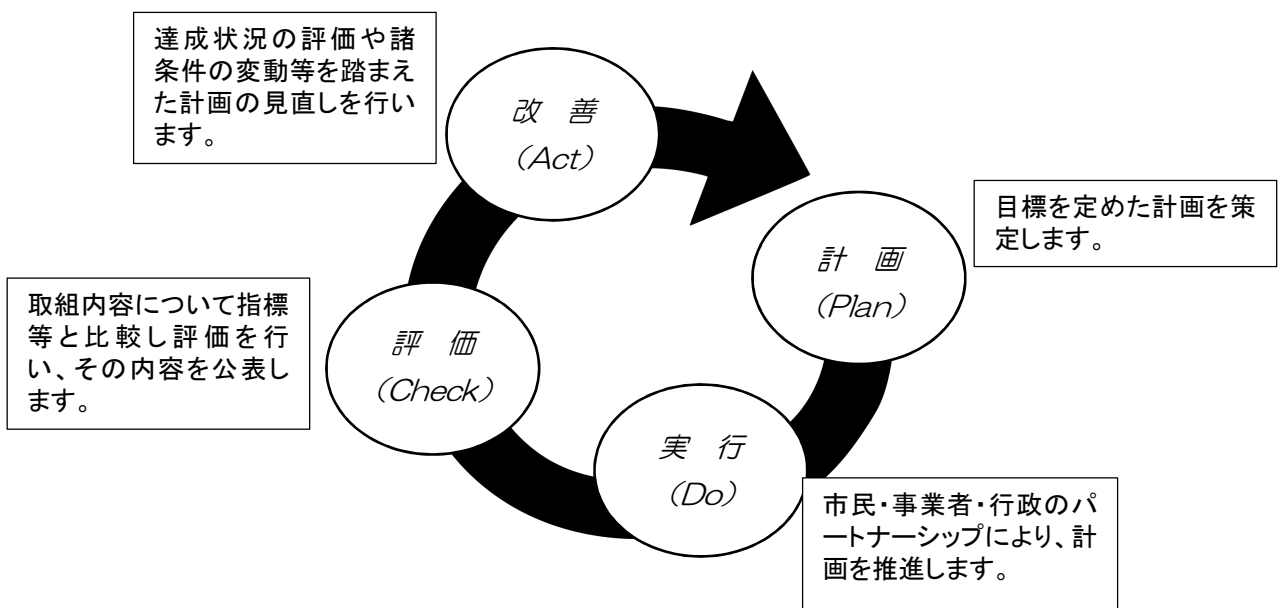 達成状況の評価や諸
条件の変動等を踏まえ
た計画の見直しを行い
ます。
改 善
(Act)
目標を定めた計画を策
定します。
計 画
(Plan)
取組内容について指標
等と比較し評価を行
い、その内容を公表し
ます。
評 価
(Check)
実 行
(Do)
市民・事業者・行政のパ
ートナーシップにより、計
画を推進します。